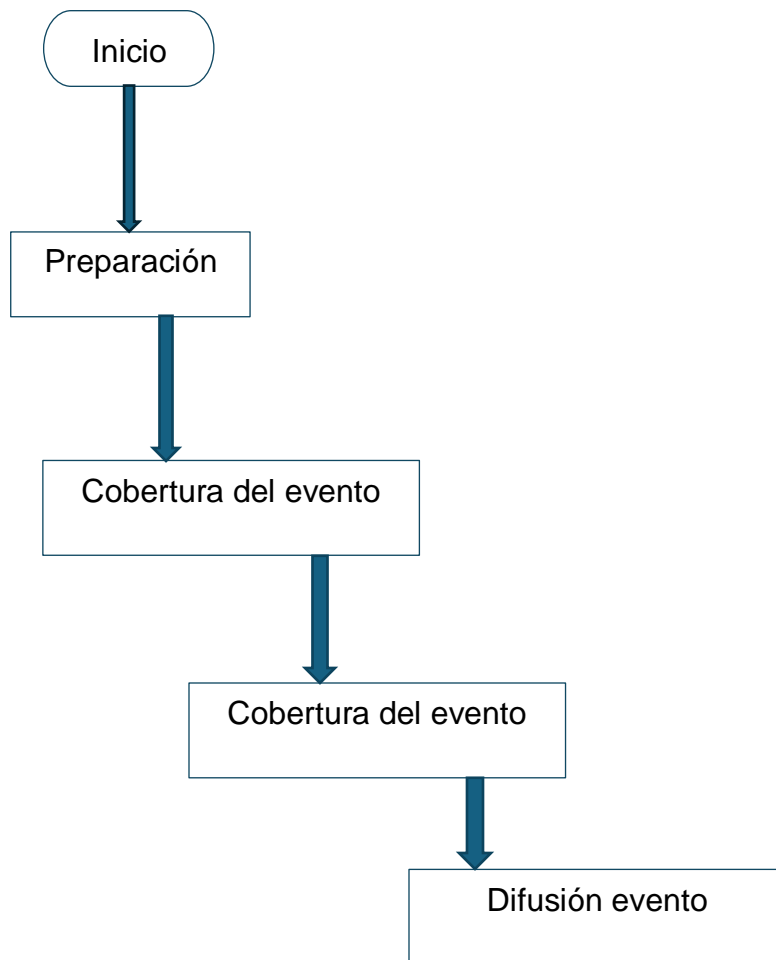 Inicio
Preparación
Cobertura del evento
Cobertura del evento
Difusión evento